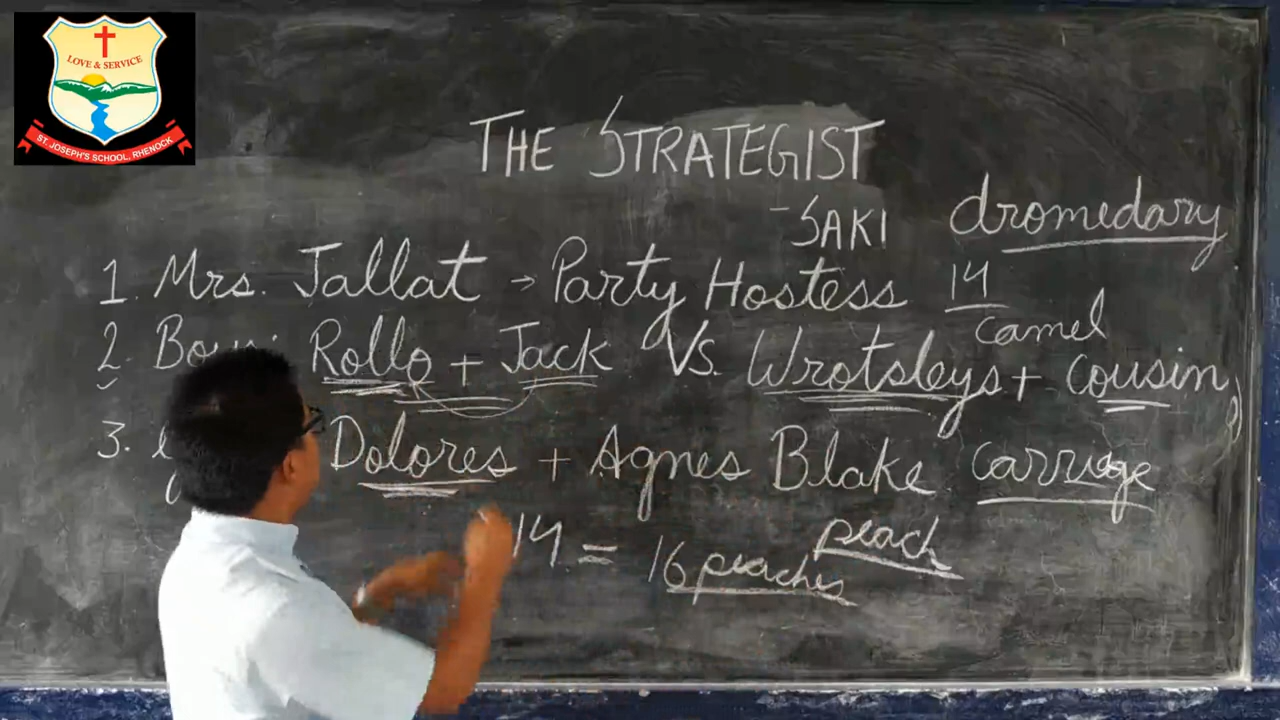 LOVE & SERVICE
ST. JOSEPH'S SCHOOL, RHENOCK
THE STRATEGIST
-SAKI
dromedary
1. Mrs. Jallat → Party Hostess 14
camel
2. Rollo + Jack VS. Wrotsleys + cousin
3. Dolores + Agnes Blake carriage
14 = 16 peaches
peach